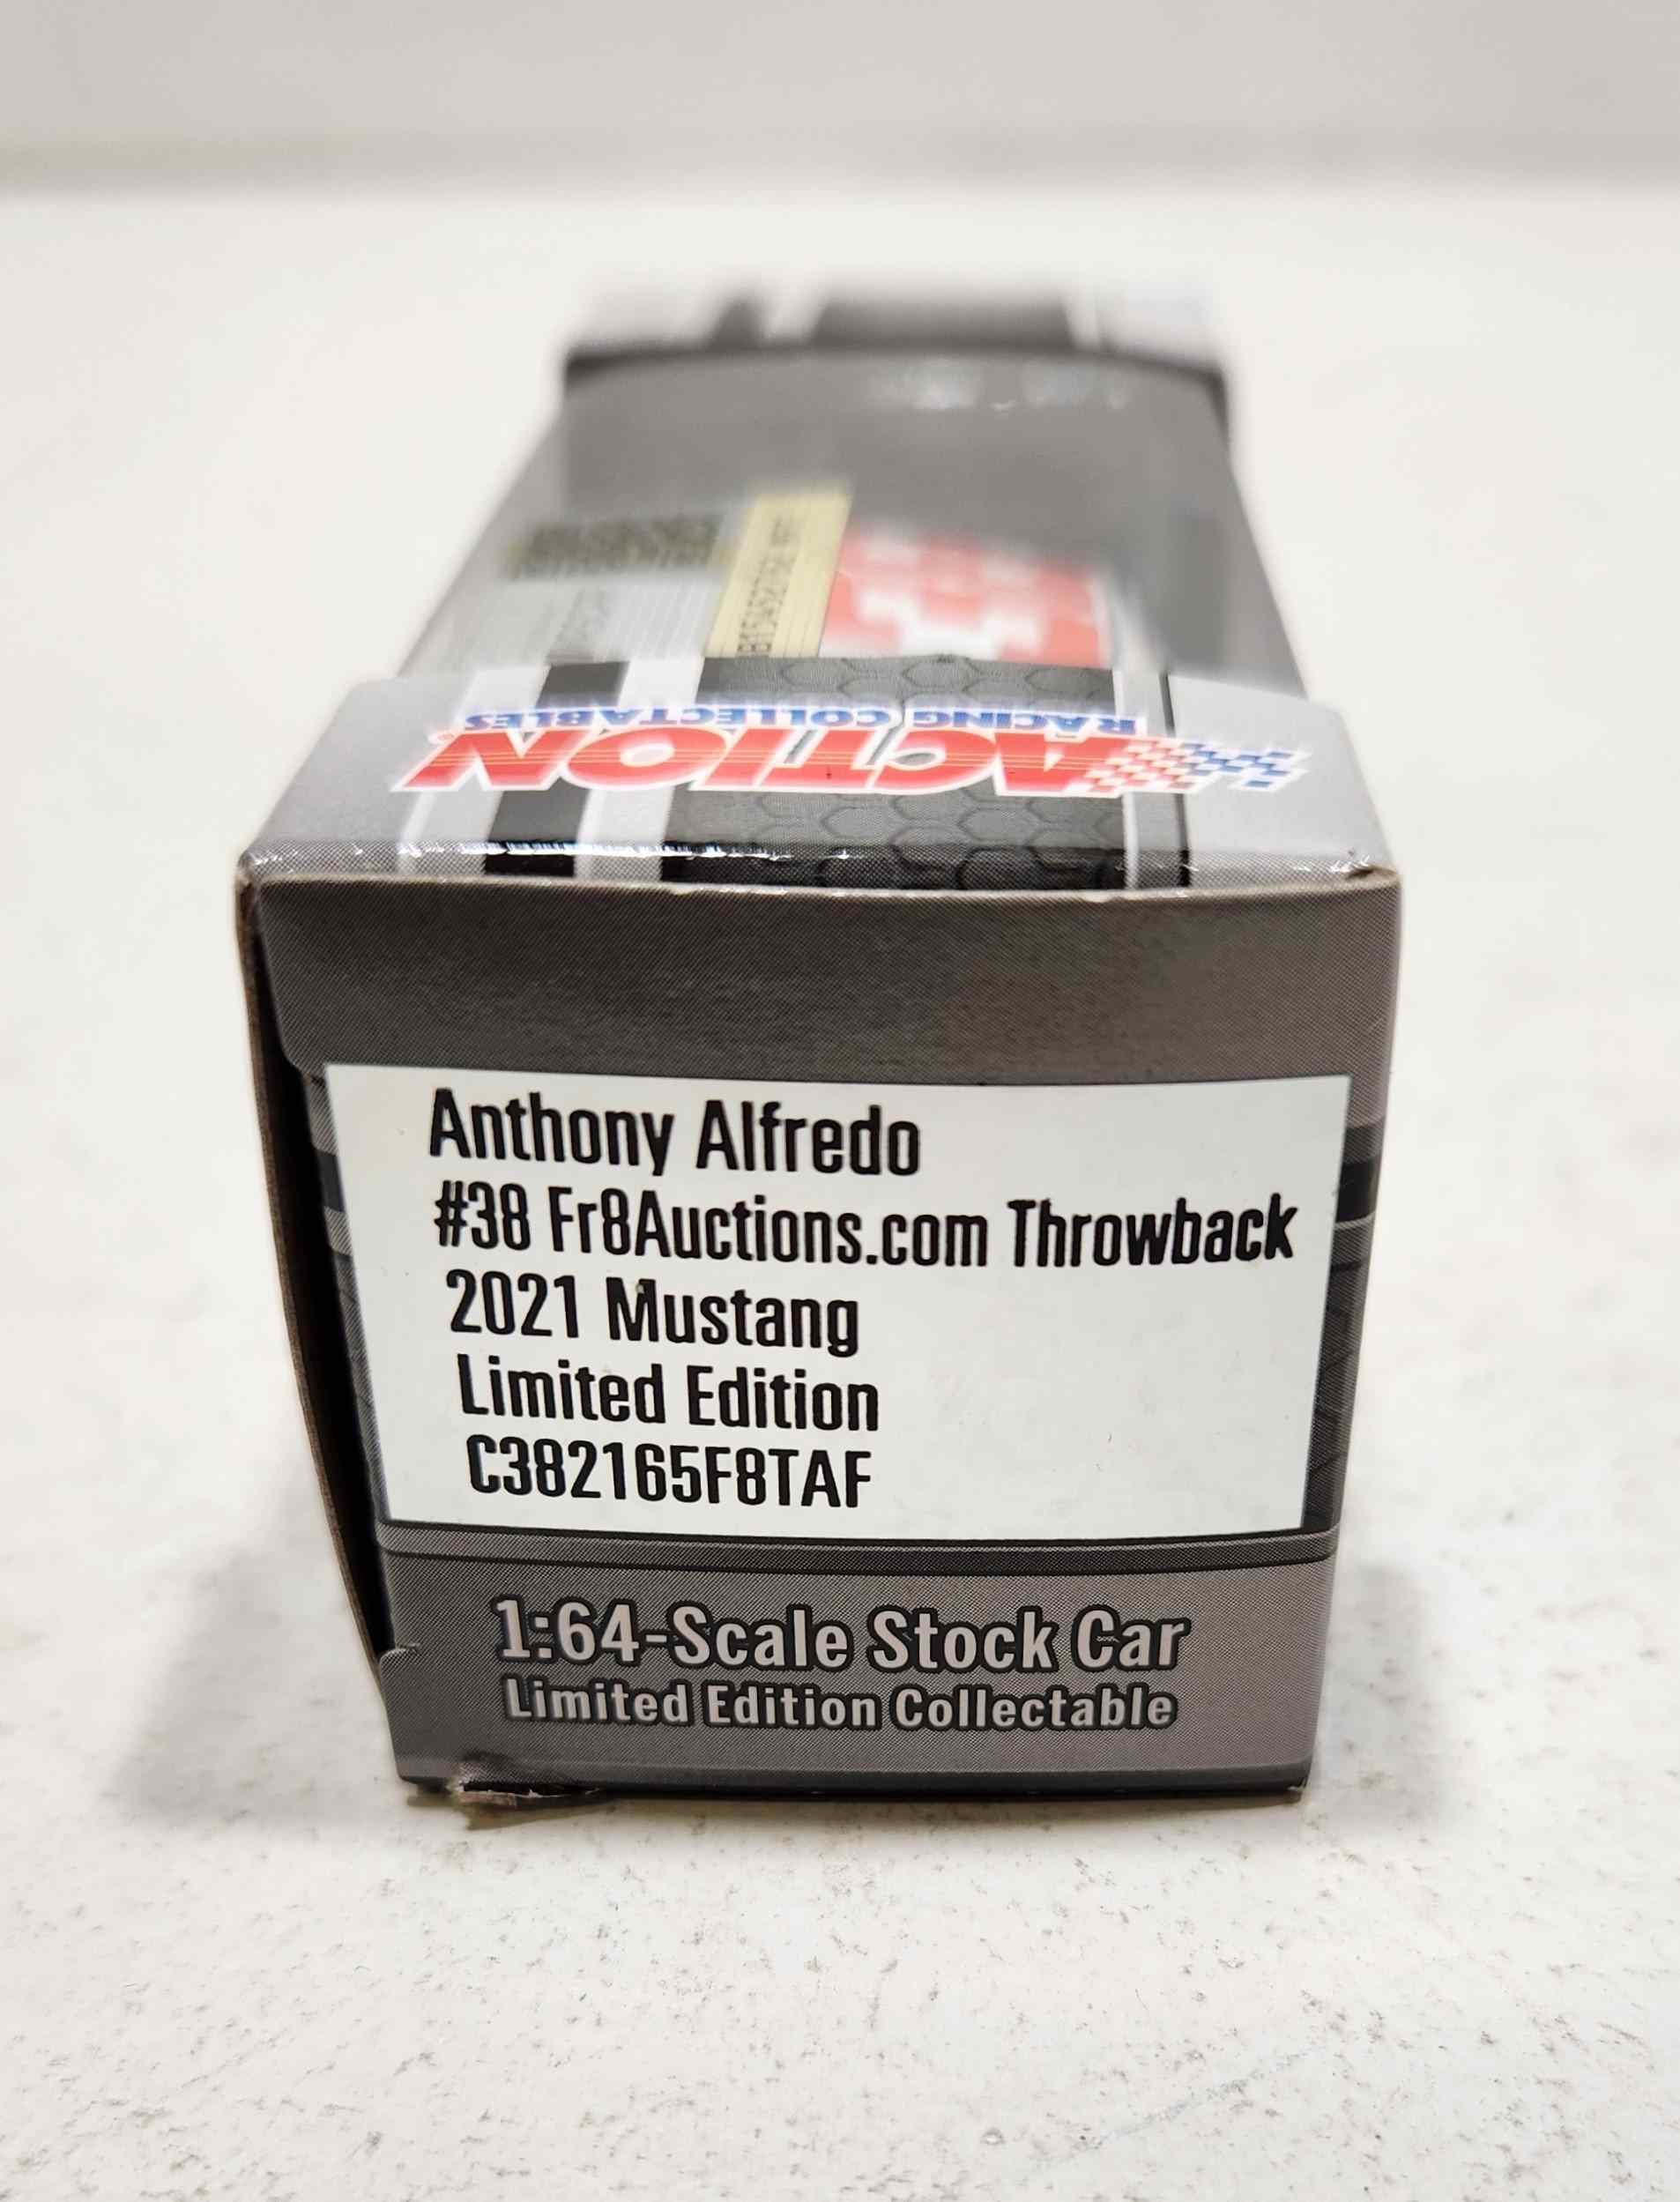 ACTION
RACING COLLECTABLES
Anthony Alfredo
#38 Fr8Auctions.com Throwback
2021 Mustang
Limited Edition
C382165F8TAF
1:64-Scale Stock Car
Limited Edition Collectable